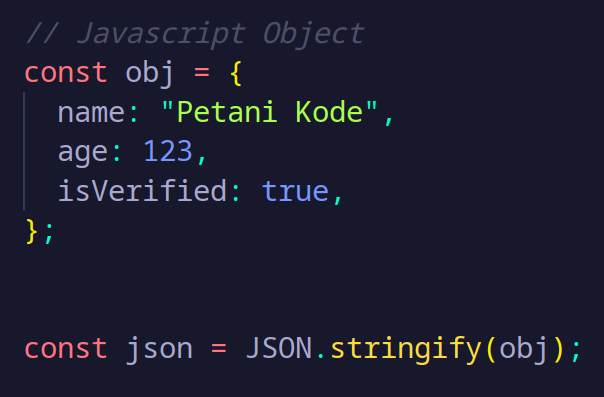 // Javascript Object
const obj = {
  name: "Petani Kode",
  age: 123,
  isVerified: true,
};
const json = JSON.stringify(obj);